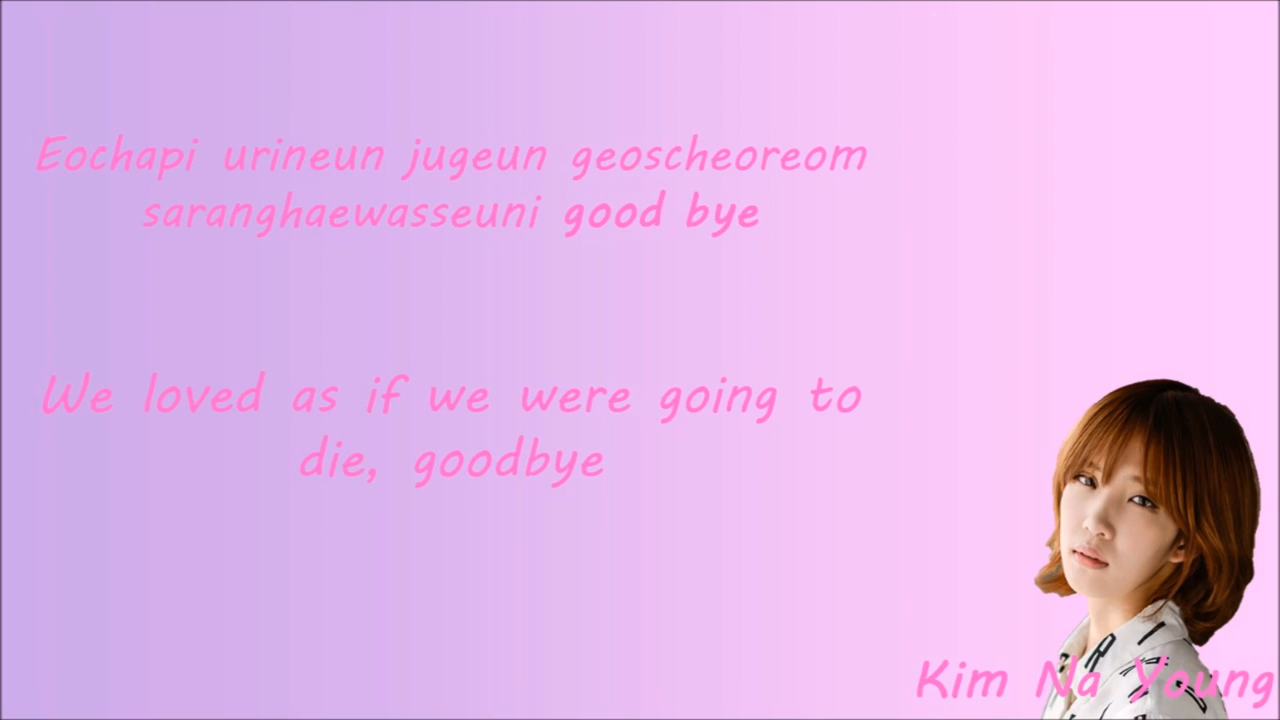 Eochapi urineun jugeun geoscheoreom
saranghaewasseuni good bye
We loved as if we were going to
die, goodbye
Kim Na Young